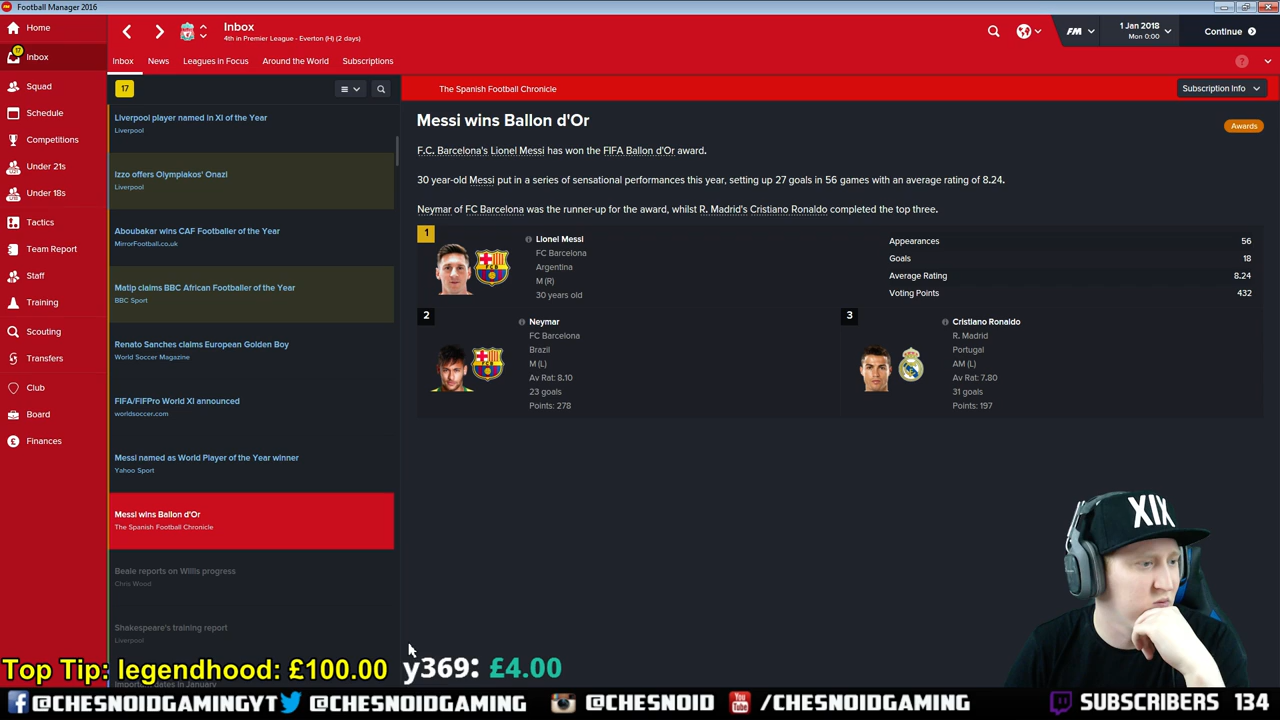 Football Manager 2016
Home
Inbox
17
Squad
Schedule
Competitions
Under 21s
Under 18s
Tactics
Team Report
Staff
Training
Scouting
Transfers
Club
Board
Finances
Inbox
4th in Premier League - Everton (H) (2 days)
FM
1 Jan 2018
Mon 0:00
Continue
Inbox News Leagues in Focus Around the World Subscriptions
?
17
Liverpool player named in XI of the Year
Liverpool
Izzo offers Olympiakos' Onazi
Liverpool
Aboubakar wins CAF Footballer of the Year
MirrorFootball.co.uk
Matip claims BBC African Footballer of the Year
BBC Sport
Renato Sanches claims European Golden Boy
World Soccer Magazine
FIFA/FIFPro World XI announced
worldsoccer.com
Messi named as World Player of the Year winner
Yahoo Sport
Messi wins Ballon d'Or
The Spanish Football Chronicle
Beale reports on Willis progress
Chris Wood
Shakespeare's training report
Liverpool
Important dates in January
The Spanish Football Chronicle
Subscription Info
Messi wins Ballon d'Or
Awards
F.C. Barcelona's Lionel Messi has won the FIFA Ballon d'Or award.
30 year-old Messi put in a series of sensational performances this year, setting up 27 goals in 56 games with an average rating of 8.24.
Neymar of FC Barcelona was the runner-up for the award, whilst R. Madrid's Cristiano Ronaldo completed the top three.
1
Lionel Messi
FC Barcelona
Argentina
M (R)
30 years old
Appearances 56
Goals 18
Average Rating 8.24
Voting Points 432
2
Neymar
FC Barcelona
Brazil
M (L)
Av Rat: 8.10
23 goals
Points: 278
3
Cristiano Ronaldo
R. Madrid
Portugal
AM (L)
Av Rat: 7.80
31 goals
Points: 197
XIX
Top Tip: legendhood: £100.00
y369: £4.00
@CHESNOIDGAMINGYT @CHESNOIDGAMING @CHESNOIDGAMING You Tube /CHESNOIDGAMING SUBSCRIBERS 134